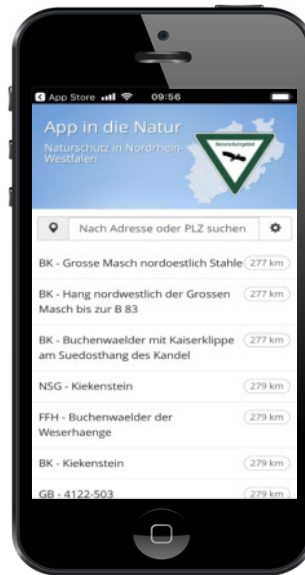 App Store 09:56
App in die Natur
Naturschutz in Nordrhein-
Westfalen
Naturschutzgebiet
Nach Adresse oder PLZ suchen
BK - Grosse Masch nordoestlich Stahle 277 km
BK - Hang nordwestlich der Grossen 277 km
Masch bis zur B 83
BK - Buchenwaelder mit Kaiserklippe 277 km
am Suedosthang des Kandel
NSG - Kiekenstein 279 km
FFH - Buchenwaelder der 279 km
Weserhaenge
BK - Kiekenstein 279 km
GB - 4122-503 279 km